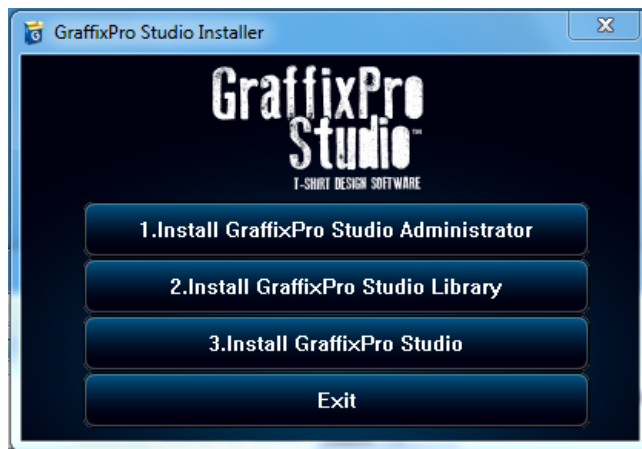 GraffixPro Studio Installer
GraffixPro
Studio™
T-SHIRT DESIGN SOFTWARE
1.Install GraffixPro Studio Administrator
2.Install GraffixPro Studio Library
3.Install GraffixPro Studio
Exit